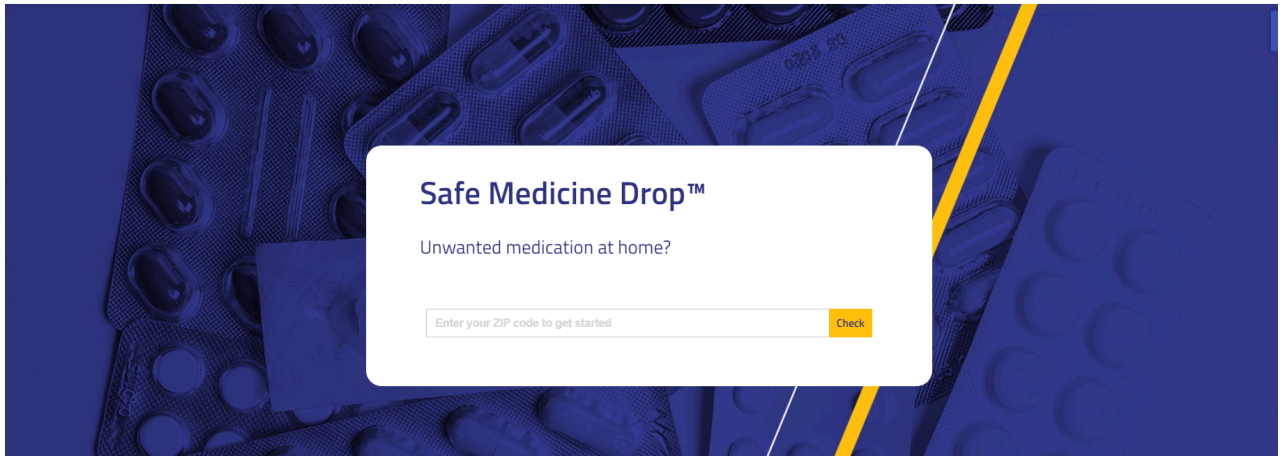 Safe Medicine Drop™
Unwanted medication at home?
Enter your ZIP code to get started
Check